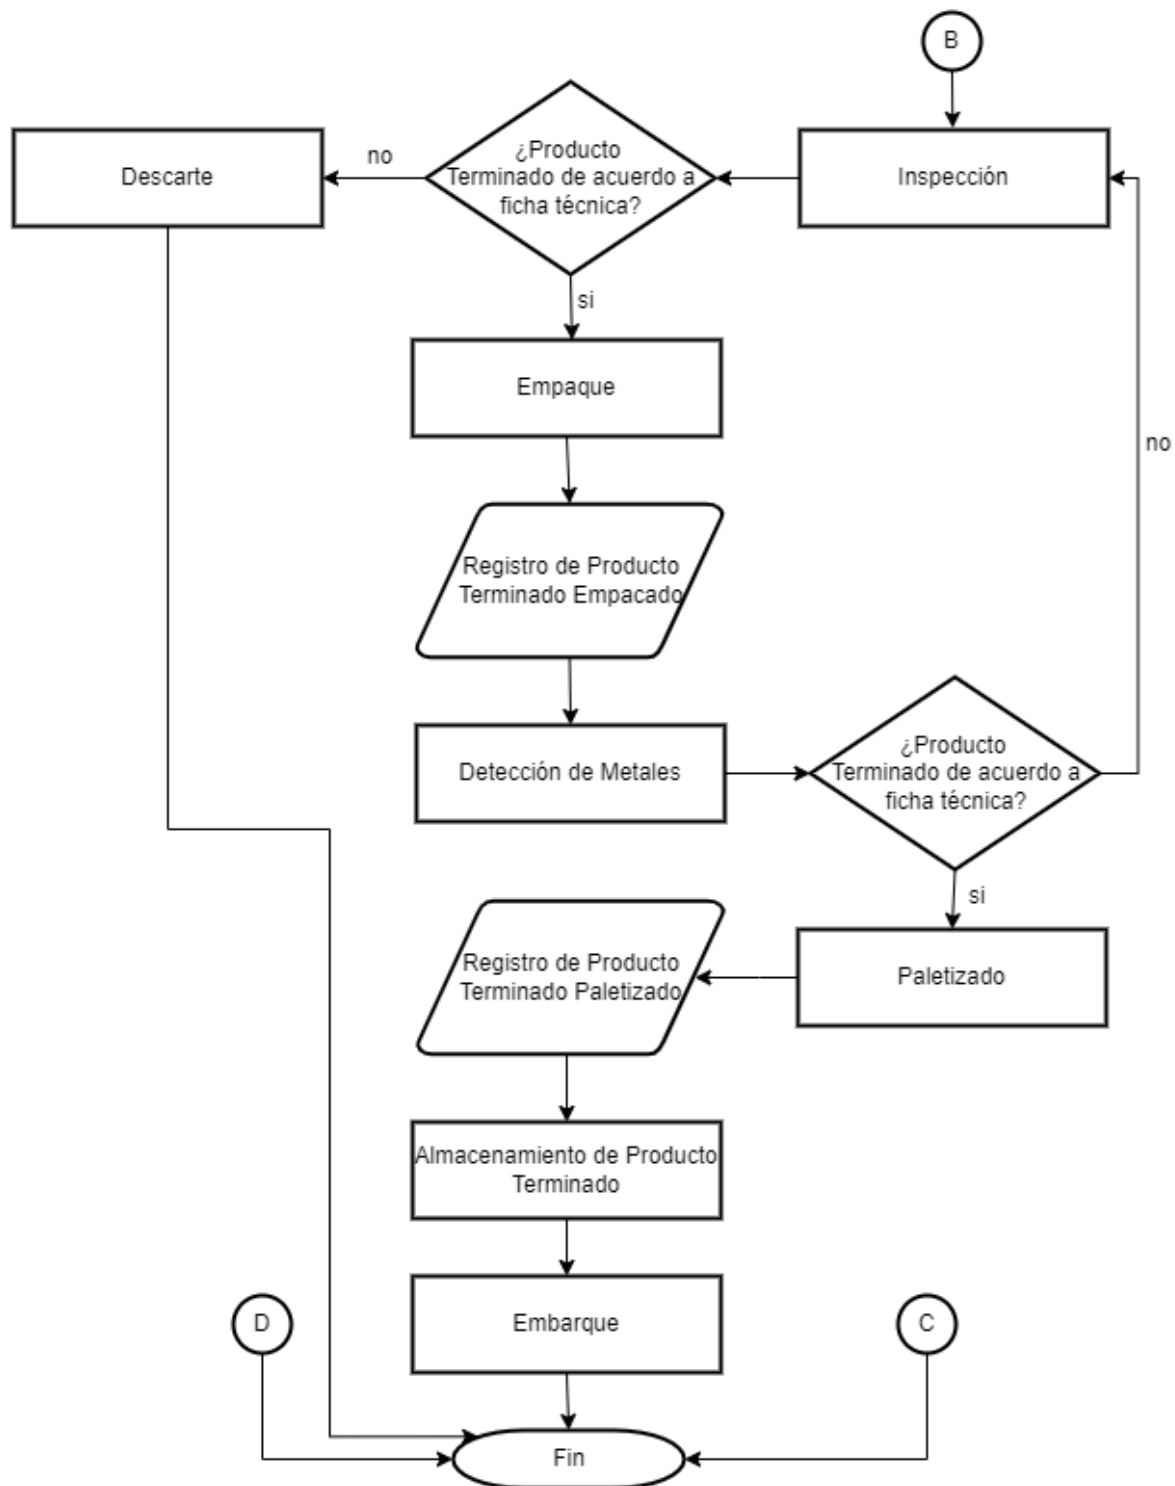 B
Descarte
no
¿Producto
Terminado de acuerdo a
ficha técnica?
Inspección
si
Empaque
no
Registro de Producto
Terminado Empacado
Detección de Metales
¿Producto
Terminado de acuerdo a
ficha técnica?
si
Registro de Producto
Terminado Paletizado
Paletizado
Almacenamiento de Producto
Terminado
D
Embarque
C
Fin